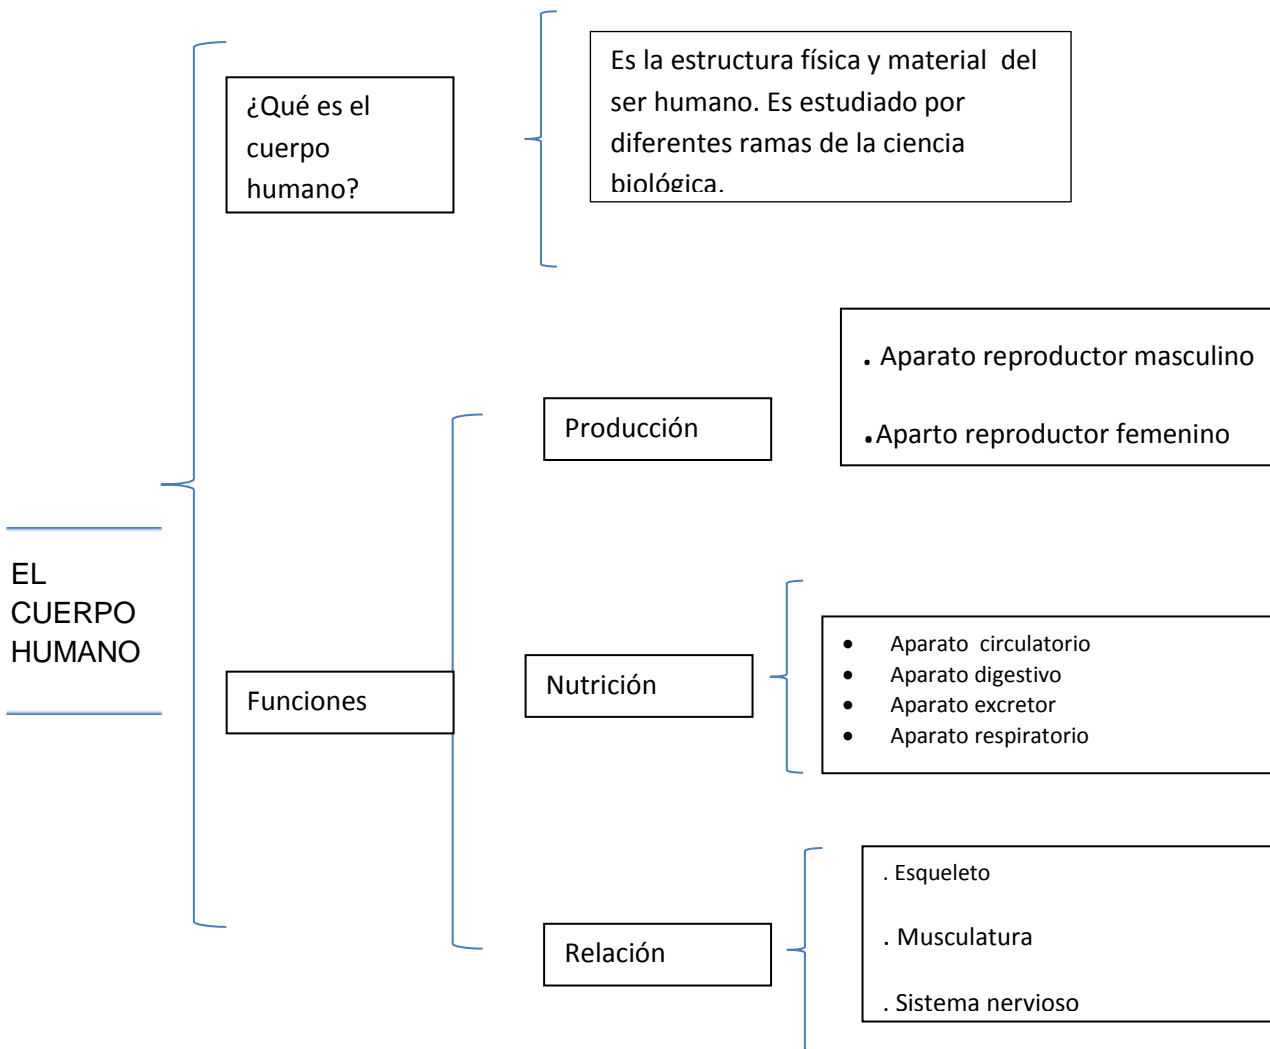 EL
CUERPO
HUMANO
¿Qué es el
cuerpo
humano?
Es la estructura física y material  del
ser humano. Es estudiado por
diferentes ramas de la ciencia
biológica.
Funciones
Producción
. Aparato reproductor masculino
.Aparto reproductor femenino
Nutrición
• Aparato  circulatorio
• Aparato digestivo
• Aparato excretor
• Aparato respiratorio
Relación
. Esqueleto
. Musculatura
. Sistema nervioso